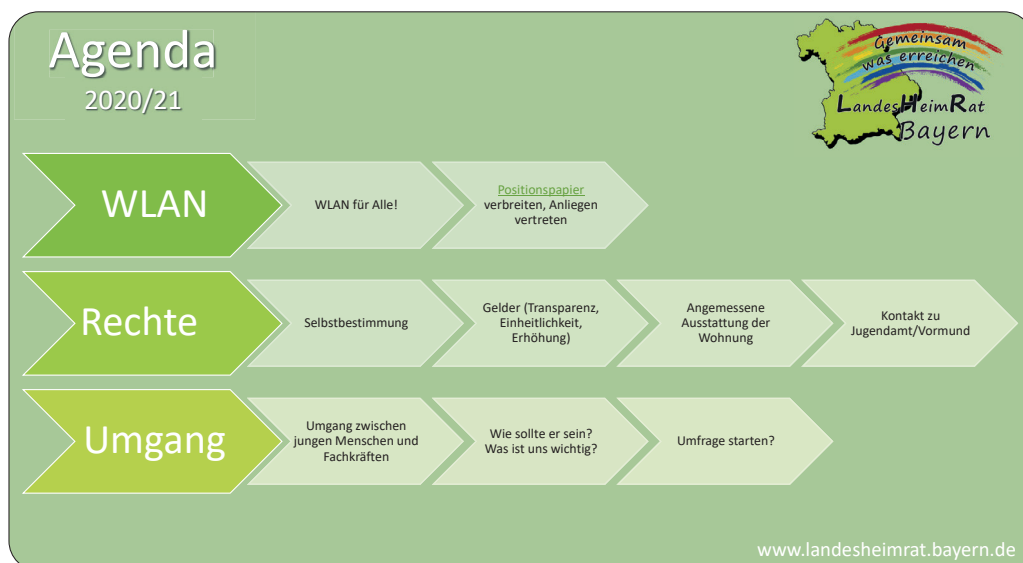 Agenda
2020/21
Gemeinsam
was erreichen
LandesHeimRat
Bayern
WLAN
WLAN für Alle!
Positionspapier
verbreiten, Anliegen
vertreten
Rechte
Selbstbestimmung
Gelder (Transparenz,
Einheitlichkeit,
Erhöhung)
Angemessene
Ausstattung der
Wohnung
Kontakt zu
Jugendamt/Vormund
Umgang
Umgang zwischen
jungen Menschen und
Fachkräften
Wie sollte er sein?
Was ist uns wichtig?
Umfrage starten?
www.landesheimrat.bayern.de